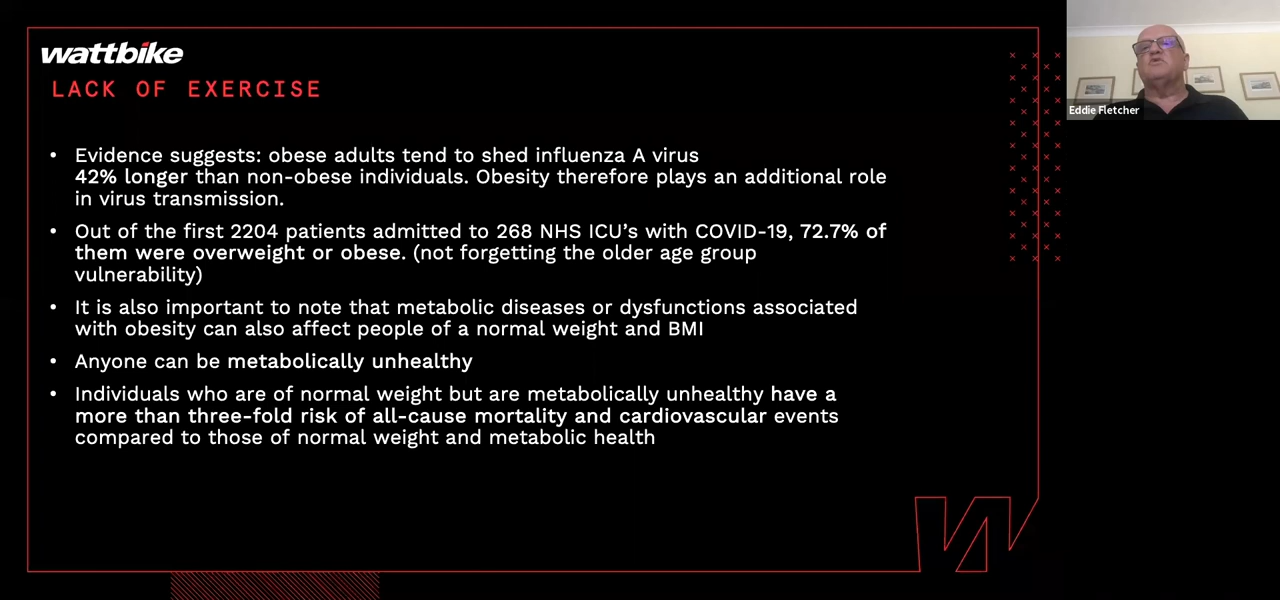 wattbike
LACK OF EXERCISE
• Evidence suggests: obese adults tend to shed influenza A virus
42% longer than non-obese individuals. Obesity therefore plays an additional role
in virus transmission.
• Out of the first 2204 patients admitted to 268 NHS ICU’s with COVID-19, 72.7% of
them were overweight or obese. (not forgetting the older age group
vulnerability)
• It is also important to note that metabolic diseases or dysfunctions associated
with obesity can also affect people of a normal weight and BMI
• Anyone can be metabolically unhealthy
• Individuals who are of normal weight but are metabolically unhealthy have a
more than three-fold risk of all-cause mortality and cardiovascular events
compared to those of normal weight and metabolic health
Eddie Fletcher